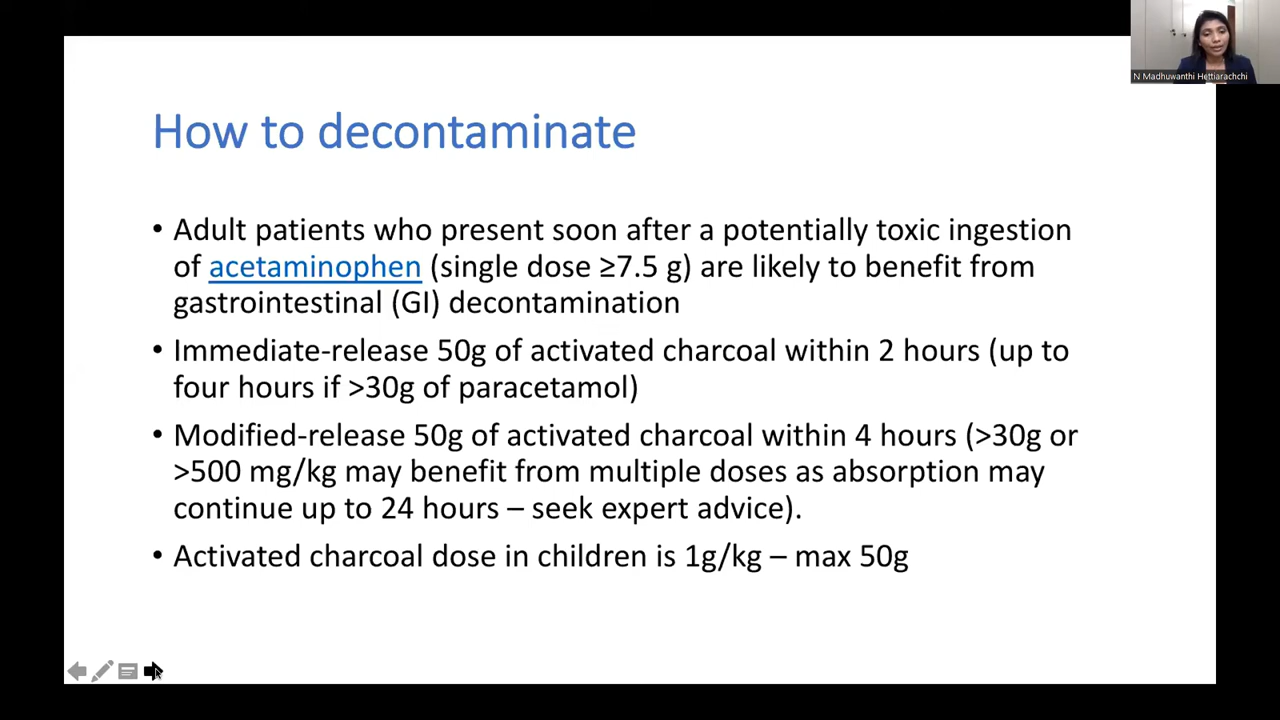 N Madhuwanthi Hettiarachchi
How to decontaminate
• Adult patients who present soon after a potentially toxic ingestion
of acetaminophen (single dose ≥7.5 g) are likely to benefit from
gastrointestinal (GI) decontamination
• Immediate-release 50g of activated charcoal within 2 hours (up to
four hours if >30g of paracetamol)
• Modified-release 50g of activated charcoal within 4 hours (>30g or
>500 mg/kg may benefit from multiple doses as absorption may
continue up to 24 hours – seek expert advice).
• Activated charcoal dose in children is 1g/kg – max 50g